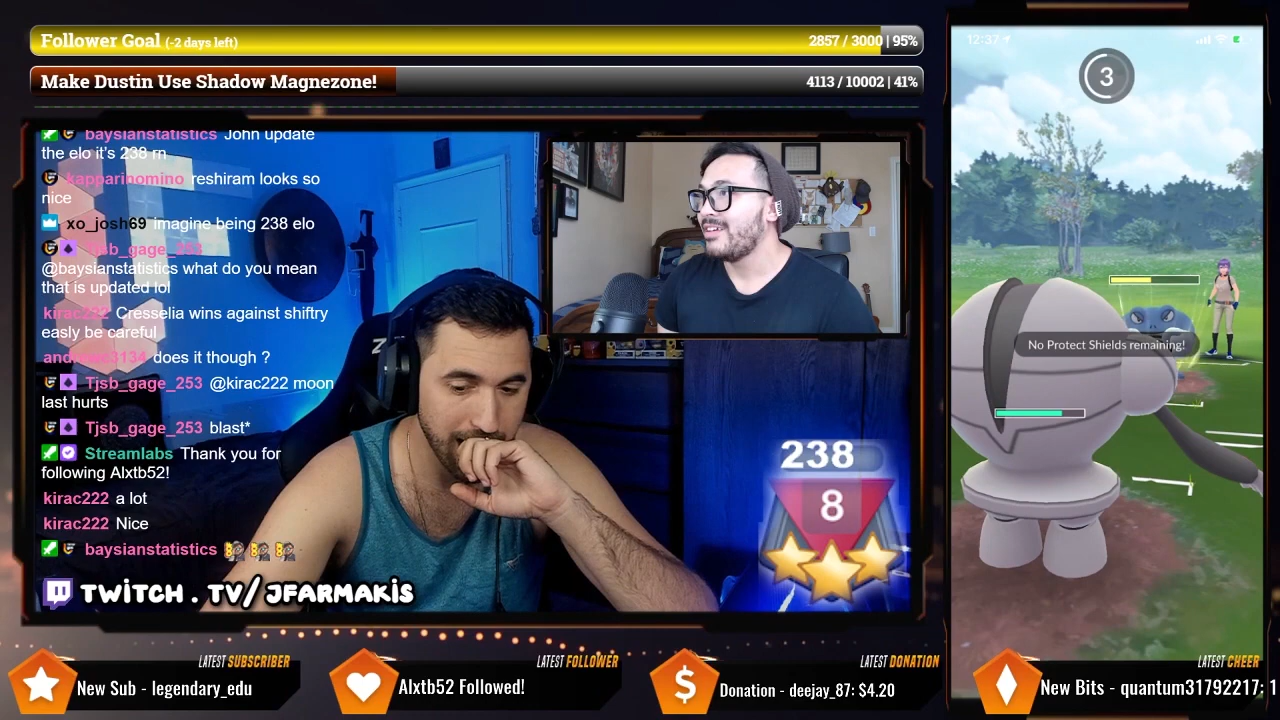 Follower Goal (-2 days left) 2857 / 3000 | 95%
Make Dustin Use Shadow Magnezone! 4113 / 10002 | 41%
baysianstatistics John update
the elo it's 238 rn
kapparinomino reshiram looks so
nice
xo_josh69 imagine being 238 elo
Tjsb_gage_253
@baysianstatistics what do you mean
that is updated lol
kirac222 Cresselia wins against shiftry
easly be careful
does it though ?
Tjsb_gage_253 @kirac222 moon
last hurts
Tjsb_gage_253 blast*
Streamlabs Thank you for
following Alxtb52!
kirac222 a lot
kirac222 Nice
baysianstatistics
TWITCH . TV/JFARMAKIS
238
8
12:37
3
No Protect Shields remaining!
LATEST SUBSCRIBER
New Sub - legendary_edu
LATEST FOLLOWER
Alxtb52 Followed!
LATEST DONATION
Donation - deejay_87: $4.20
LATEST CHEER
New Bits - quantum31792217: 1